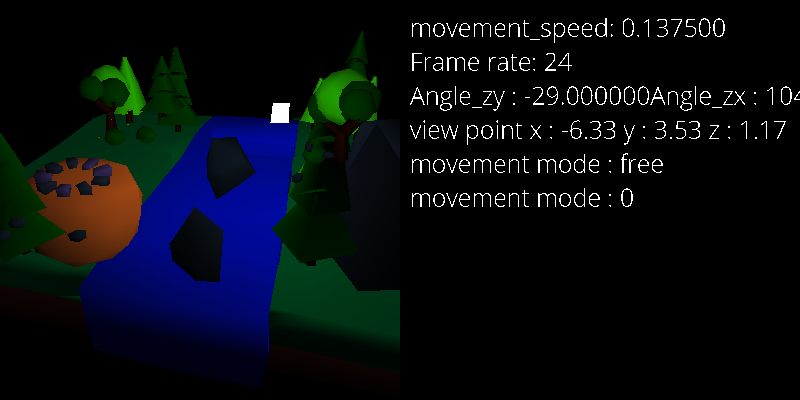 movement_speed: 0.137500
Frame rate: 24
Angle_zy : -29.000000Angle_zx : 104
view point x : -6.33 y : 3.53 z : 1.17
movement mode : free
movement mode : 0